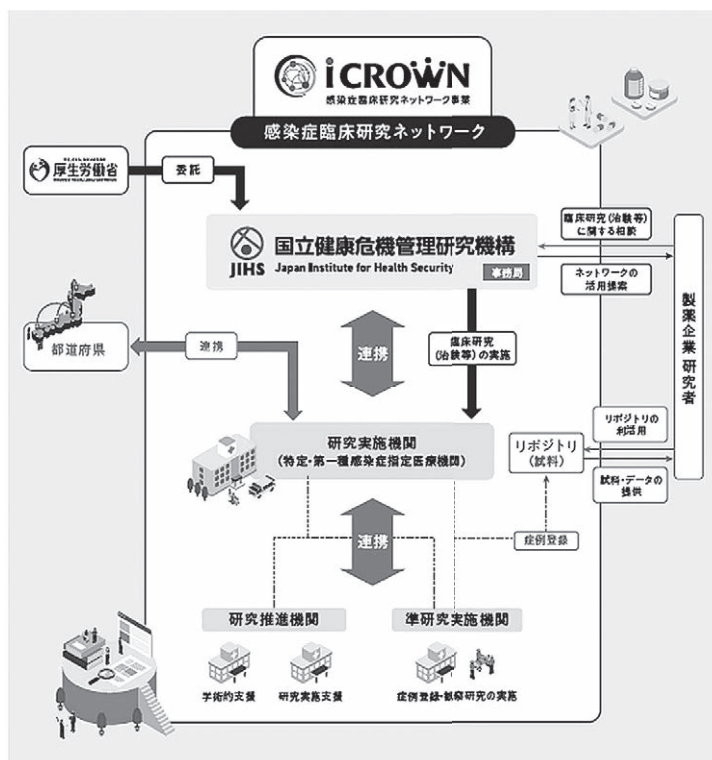 iCROWN
感染症臨床研究ネットワーク事業
感染症臨床研究ネットワーク
厚生労働省
委託
国立健康危機管理研究機構
JIHS Japan Institute for Health Security
事務局
臨床研究(治験等)
に関する相談
ネットワークの
活用提案
製薬企業 研究者
都道府県
連携
連携
臨床研究
(治験等)の実施
研究実施機関
(特定・第一種感染症指定医療機関)
リポジトリ
(試料)
リポジトリの
利活用
試料・データの
提供
連携
症例登録
研究推進機関
準研究実施機関
学術的支援
研究実施支援
症例登録・観察研究の実施